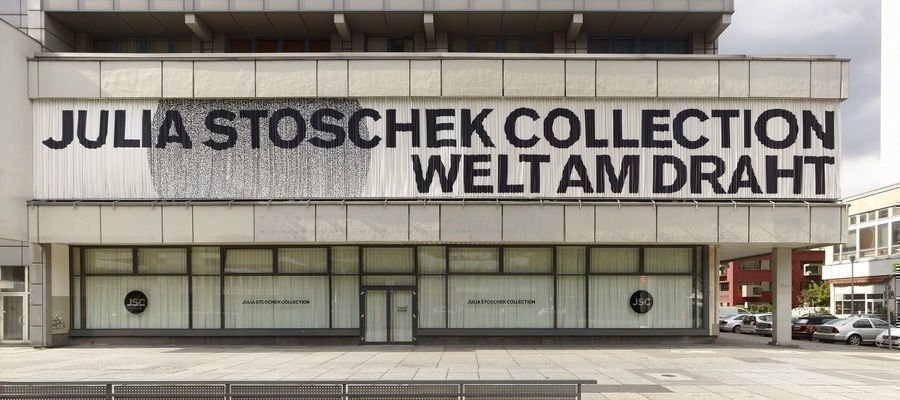 JULIA STOSCHEK COLLECTION
WELT AM DRAHT
JSC
JULIA STOSCHEK COLLECTION
JULIA STOSCHEK COLLECTION
JSC